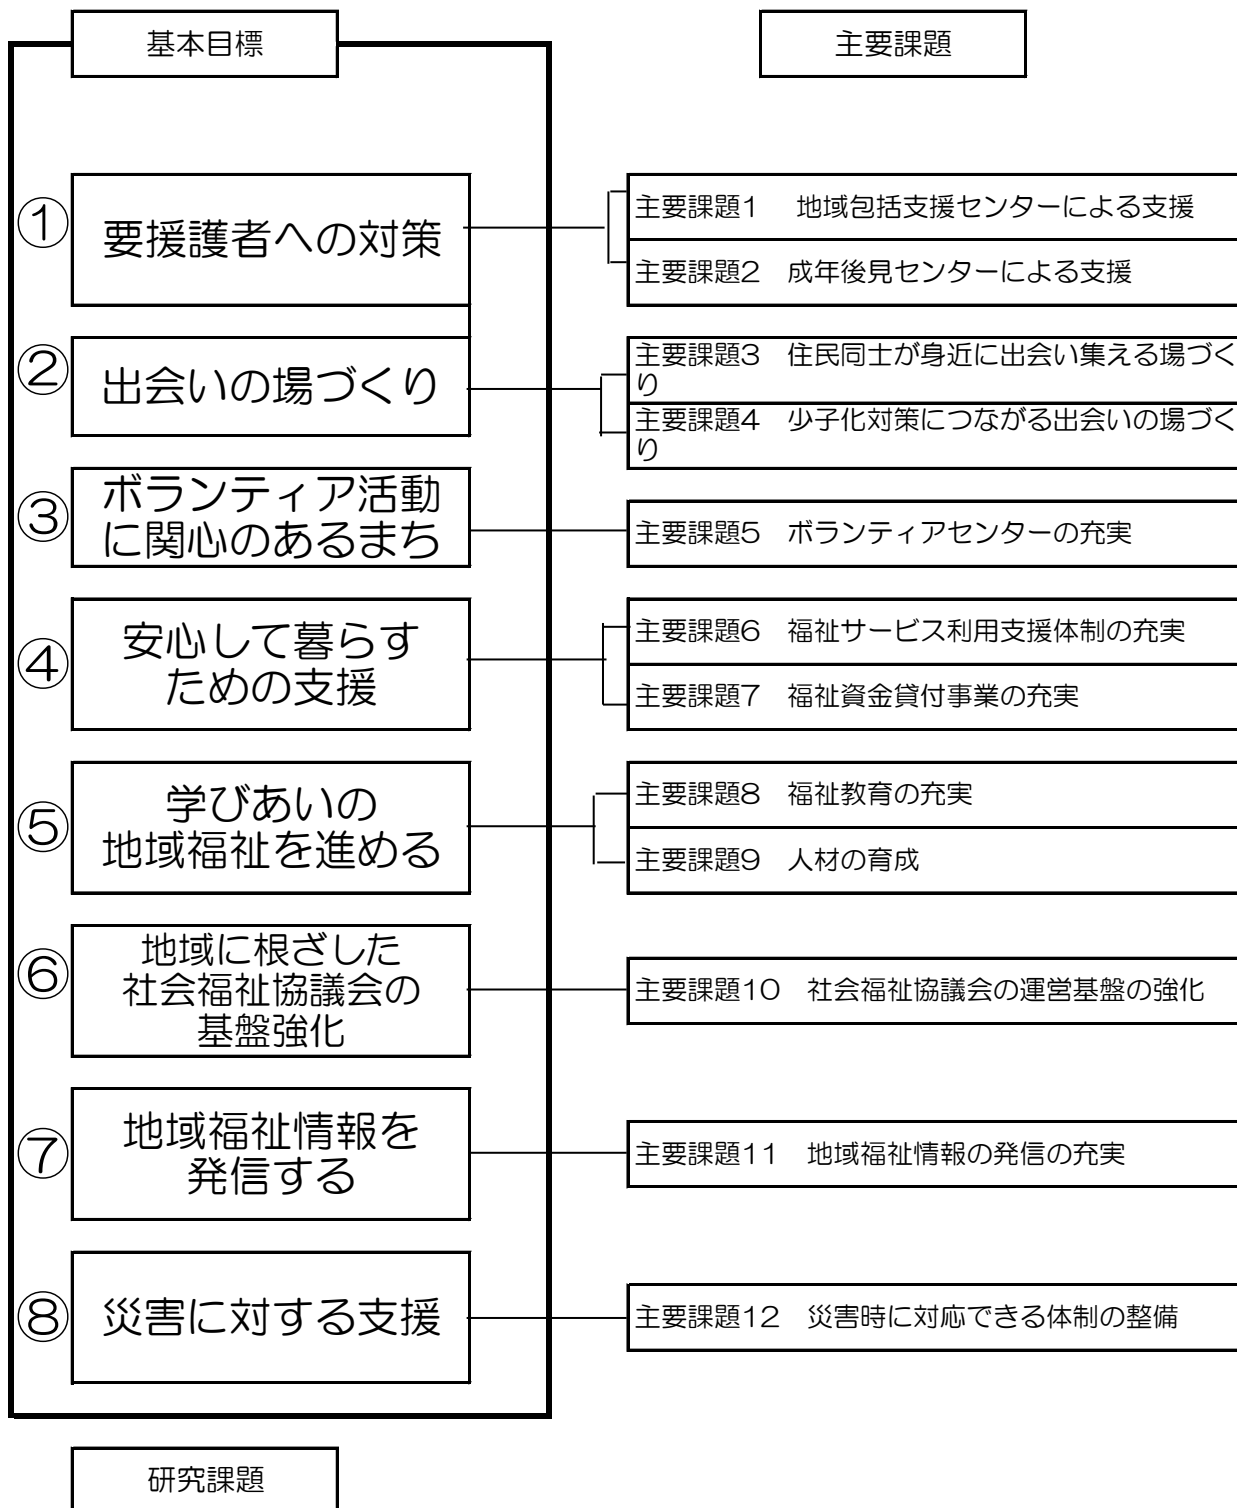 基本目標
主要課題
①
要援護者への対策
主要課題1　地域包括支援センターによる支援
主要課題2　成年後見センターによる支援
②
出会いの場づくり
主要課題3　住民同士が身近に出会い集える場づく
り
主要課題4　少子化対策につながる出会いの場づく
り
③
ボランティア活動
に関心のあるまち
主要課題5　ボランティアセンターの充実
④
安心して暮らす
ための支援
主要課題6　福祉サービス利用支援体制の充実
主要課題7　福祉資金貸付事業の充実
⑤
学びあいの
地域福祉を進める
主要課題8　福祉教育の充実
主要課題9　人材の育成
⑥
地域に根ざした
社会福祉協議会の
基盤強化
主要課題10　社会福祉協議会の運営基盤の強化
⑦
地域福祉情報を
発信する
主要課題11　地域福祉情報の発信の充実
⑧
災害に対する支援
主要課題12　災害時に対応できる体制の整備
研究課題